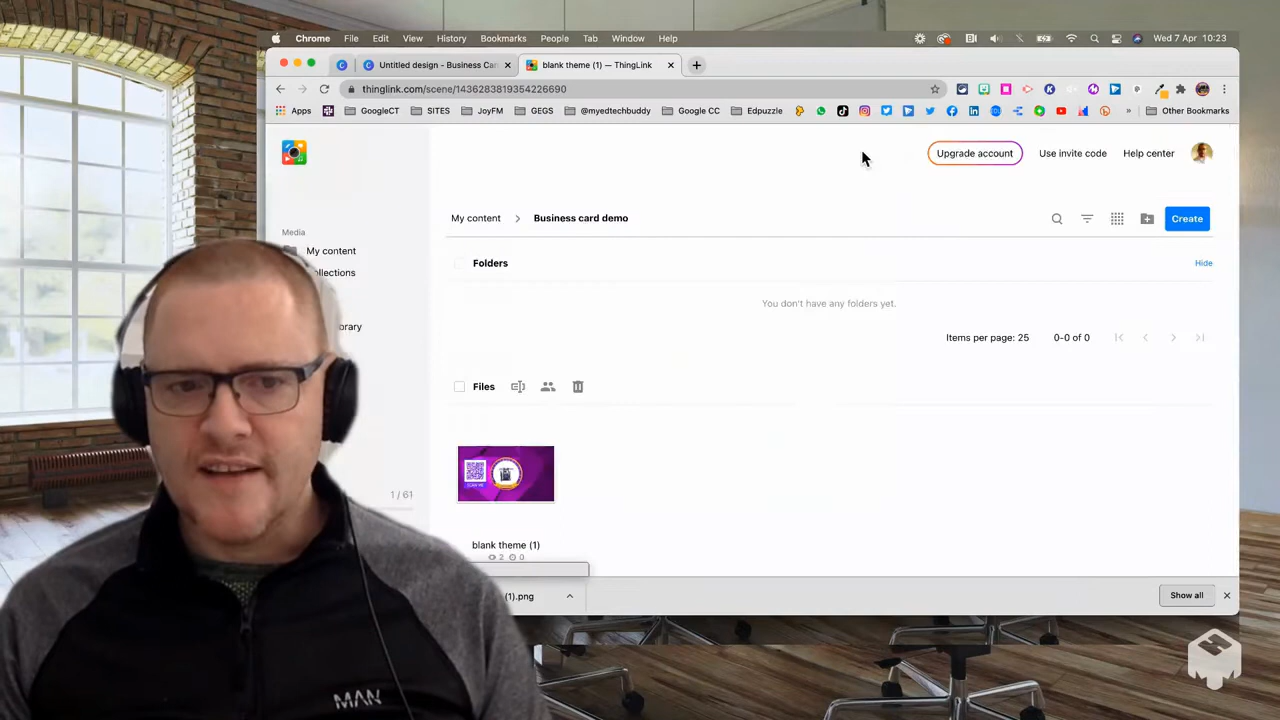 Chrome File Edit View History Bookmarks People Tab Window Help Wed 7 Apr 10:23
Untitled design - Business Car blank theme (1) — ThingLink
thinglink.com/scene/1436283819354226690
Apps GoogleCT SITES JoyFM GEGS @myedtechbuddy Google CC Edpuzzle Other Bookmarks
Upgrade account Use invite code Help center
My content Business card demo Create
Media
My content
ollections
Folders Hide
You don't have any folders yet.
ibrary
Items per page: 25 0-0 of 0
Files
1 / 61
blank theme (1)
2 0
(1).png Show all
MAN